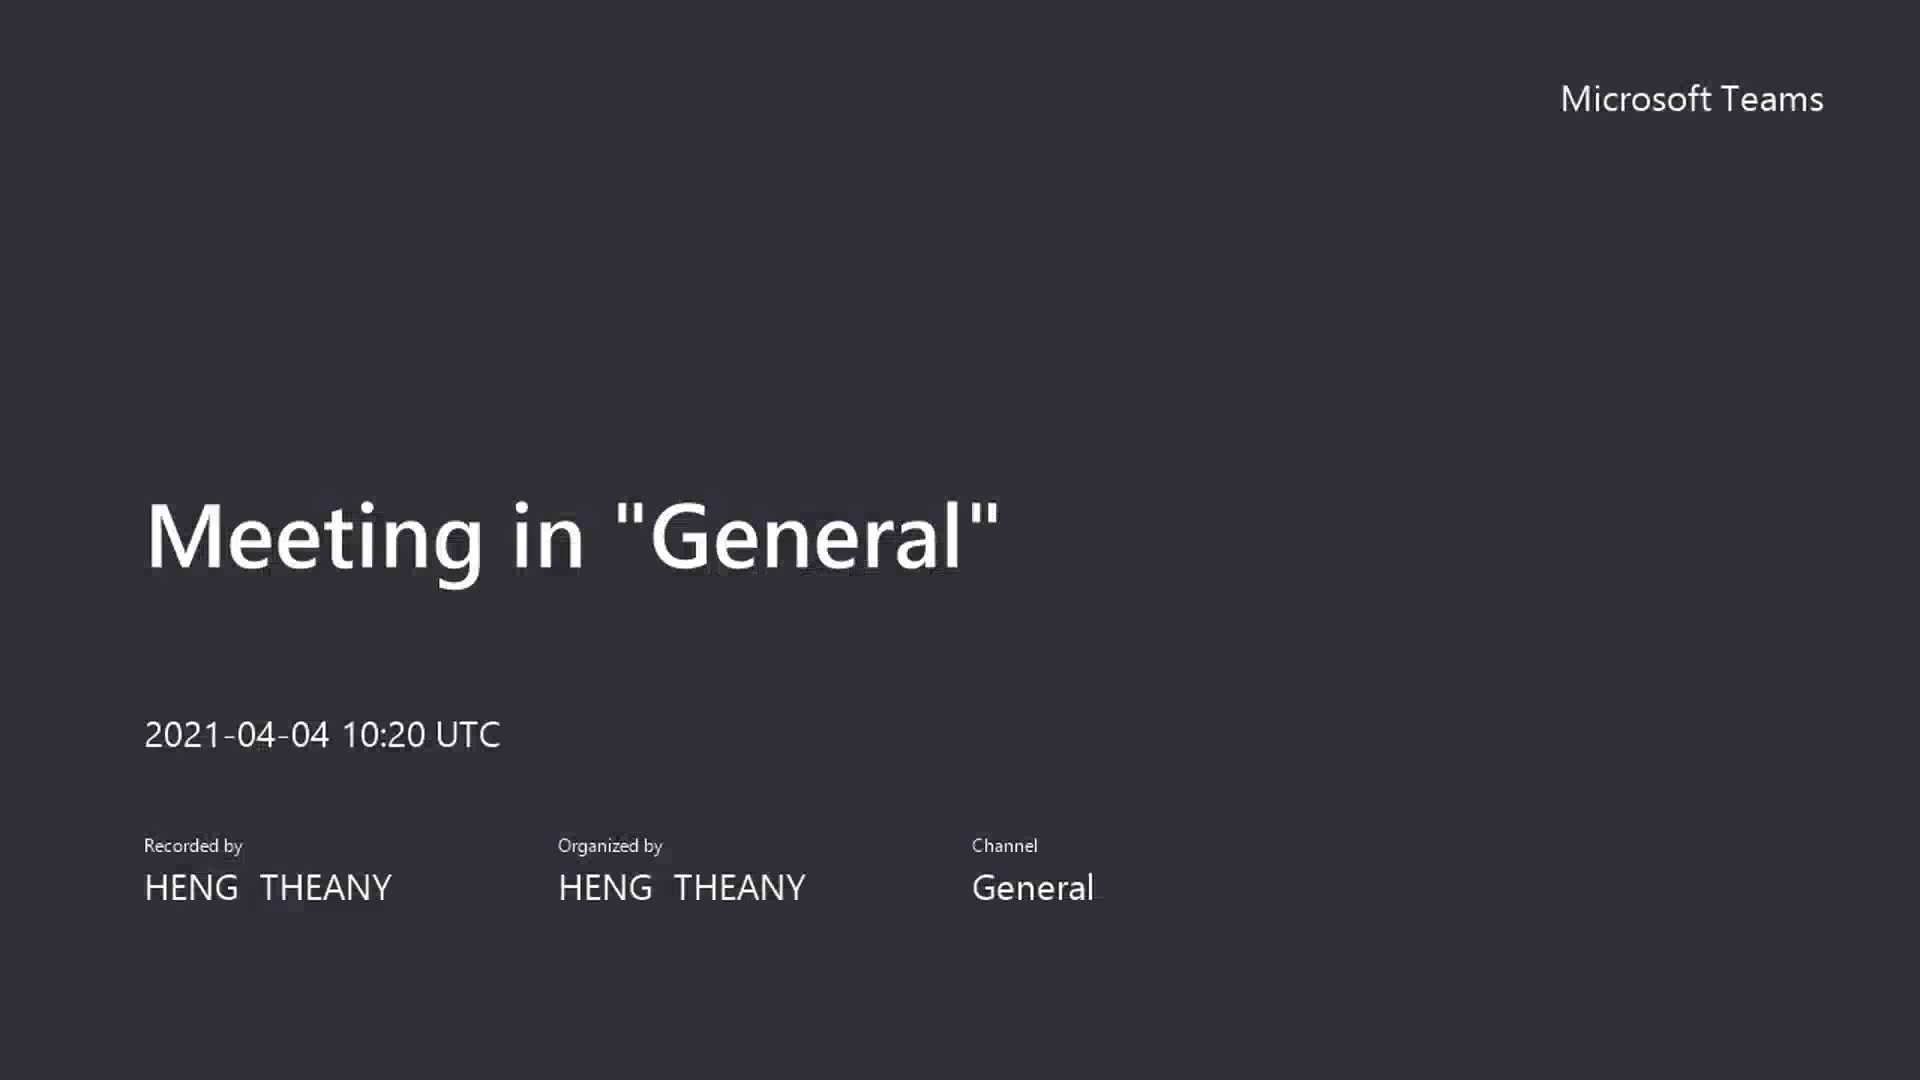 Microsoft Teams
Meeting in "General"
2021-04-04 10:20 UTC
Recorded by
HENG  THEANY
Organized by
HENG  THEANY
Channel
General